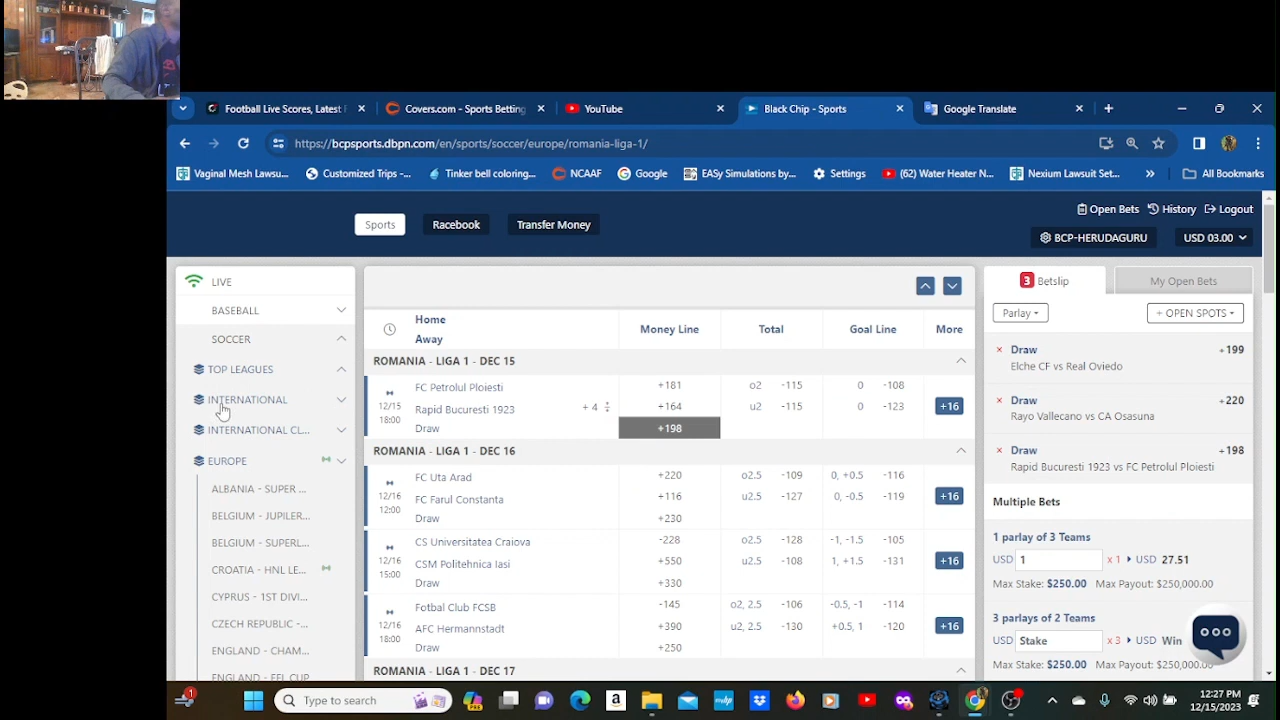 Football Live Scores, Latest F
Covers.com - Sports Betting
YouTube
Black Chip - Sports
Google Translate
https://bcpsports.dbpn.com/en/sports/soccer/europe/romania-liga-1/
Vaginal Mesh Lawsu...
Customized Trips -...
Tinker bell coloring...
NCAAF
Google
EASy Simulations by...
Settings
(62) Water Heater N...
Nexium Lawsuit Set...
»
All Bookmarks
Sports
Racebook
Transfer Money
Open Bets
History
Logout
BCP-HERUDAGURU
USD 03.00
LIVE
BASEBALL
SOCCER
TOP LEAGUES
INTERNATIONAL
INTERNATIONAL CL...
EUROPE
ALBANIA - SUPER ...
BELGIUM - JUPILER...
BELGIUM - SUPERL...
CROATIA - HNL LE...
CYPRUS - 1ST DIVI...
CZECH REPUBLIC -...
ENGLAND - CHAM...
ENGLAND - EFL CUP
Home
Away
Money Line
Total
Goal Line
More
ROMANIA - LIGA 1 - DEC 15
12/15
18:00
FC Petrolul Ploiesti +181 o2 -115 0 -108
Rapid Bucuresti 1923 + 4 +164 u2 -115 0 -123 +16
Draw +198
ROMANIA - LIGA 1 - DEC 16
12/16
12:00
FC Uta Arad +220 o2.5 -109 0, +0.5 -116
FC Farul Constanta +116 u2.5 -127 0, -0.5 -119 +16
Draw +230
12/16
15:00
CS Universitatea Craiova -228 o2.5 -128 -1, -1.5 -105
CSM Politehnica Iasi +550 u2.5 -108 1, +1.5 -131 +16
Draw +330
12/16
18:00
Fotbal Club FCSB -145 o2, 2.5 -106 -0.5, -1 -114
AFC Hermannstadt +390 u2, 2.5 -130 +0.5, 1 -120 +16
Draw +250
ROMANIA - LIGA 1 - DEC 17
3 Betslip
My Open Bets
Parlay
+ OPEN SPOTS
× Draw +199
Elche CF vs Real Oviedo
× Draw +220
Rayo Vallecano vs CA Osasuna
× Draw +198
Rapid Bucuresti 1923 vs FC Petrolul Ploiesti
Multiple Bets
1 parlay of 3 Teams
USD 1 x 1 USD 27.51
Max Stake: $250.00 Max Payout: $250,000.00
3 parlays of 2 Teams
USD Stake x 3 USD Win
Max Stake: $250.00 Max Payout: $250,000.00
1
Type here to search
12:27 PM
12/15/2023